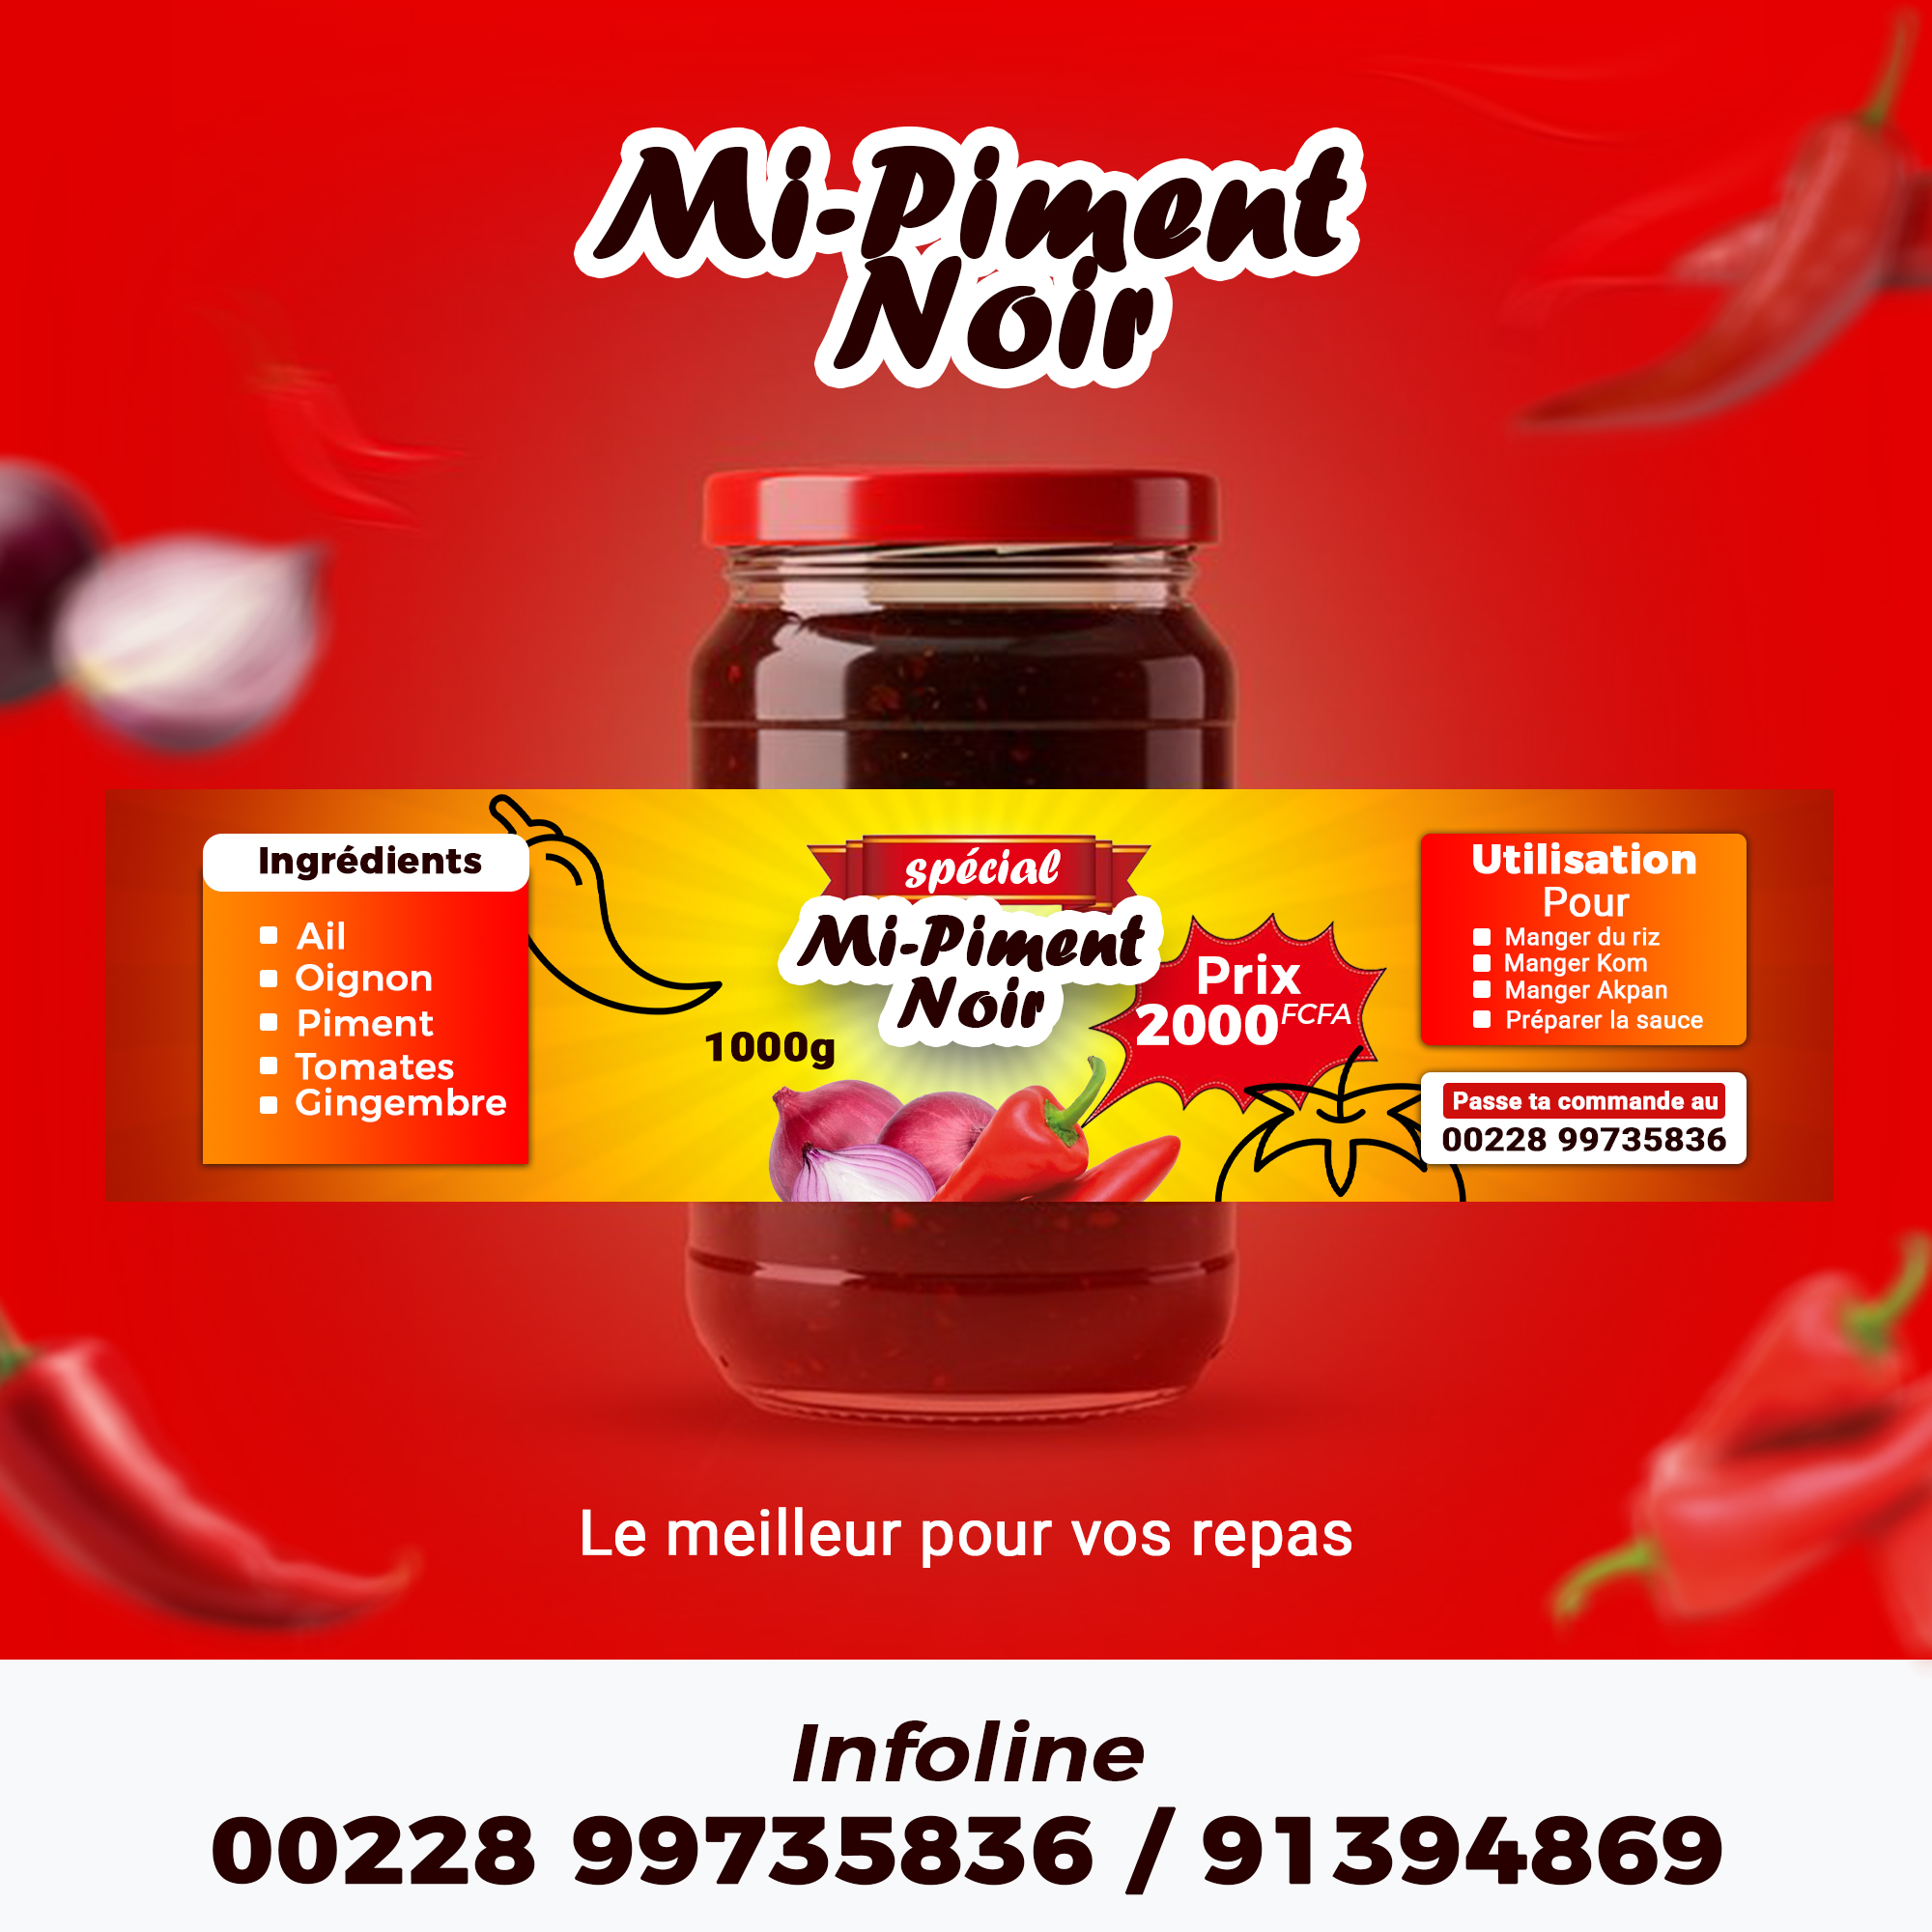 Mi-Piment
Noir
Ingrédients
Ail
Oignon
Piment
Tomates
Gingembre
spécial
Mi-Piment
Noir
1000g
Prix
2000 FCFA
Utilisation
Pour
Manger du riz
Manger Kom
Manger Akpan
Préparer la sauce
Passe ta commande au
00228 99735836
Le meilleur pour vos repas
Infoline
00228 99735836 / 91394869